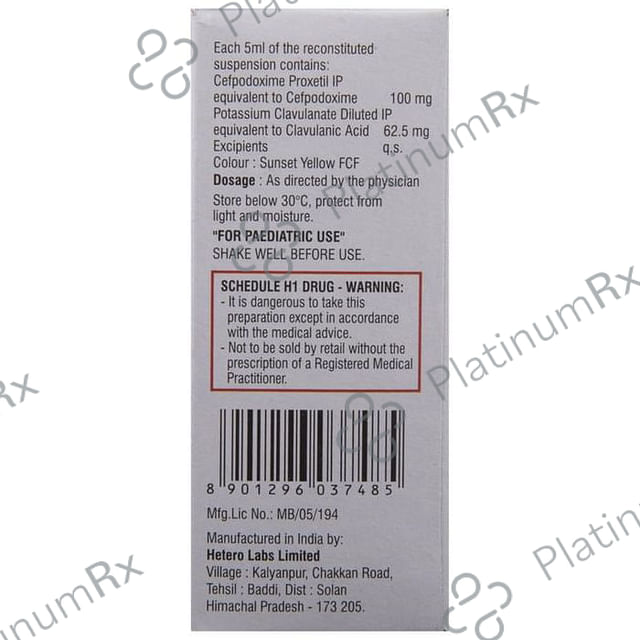 Each 5ml of the reconstituted
suspension contains:
Cefpodoxime Proxetil IP
equivalent to Cefpodoxime 100 mg
Potassium Clavulanate Diluted IP
equivalent to Clavulanic Acid 62.5 mg
Excipients q.s.
Colour : Sunset Yellow FCF
Dosage : As directed by the physician
Store below 30°C, protect from
light and moisture.
"FOR PAEDIATRIC USE"
SHAKE WELL BEFORE USE.
SCHEDULE H1 DRUG - WARNING:
- It is dangerous to take this
preparation except in accordance
with the medical advice.
- Not to be sold by retail without the
prescription of a Registered Medical
Practitioner.
8 901296 037485
Mfg.Lic No.: MB/05/194
Manufactured in India by:
Hetero Labs Limited
Village : Kalyanpur, Chakkan Road,
Tehsil : Baddi, Dist : Solan
Himachal Pradesh - 173 205.
PlatinumRx
PlatinumRx
PlatinumRx
PlatinumRx
Rx
tinumRx
Platinum